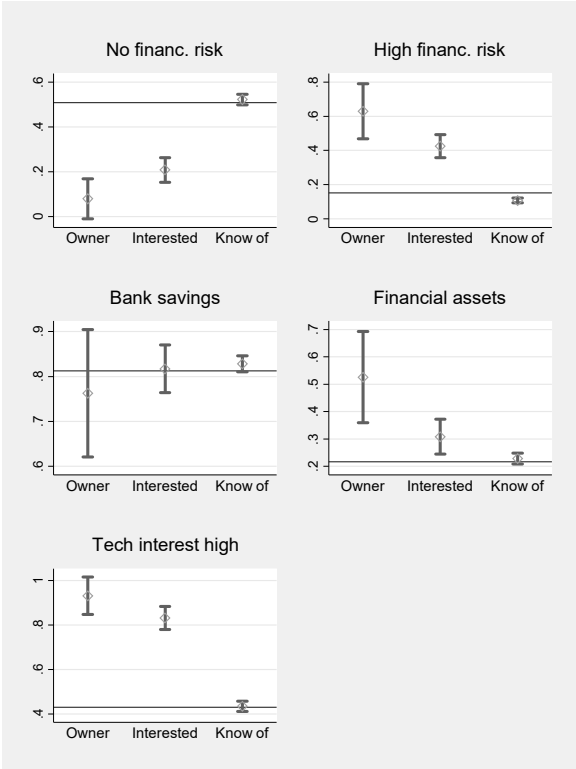 No financ. risk
.6
.4
.2
0
Owner Interested Know of
High financ. risk
.8
.6
.4
.2
0
Owner Interested Know of
Bank savings
.9
.8
.7
.6
Owner Interested Know of
Financial assets
.7
.6
.5
.4
.3
.2
Owner Interested Know of
Tech interest high
1
.8
.6
.4
Owner Interested Know of